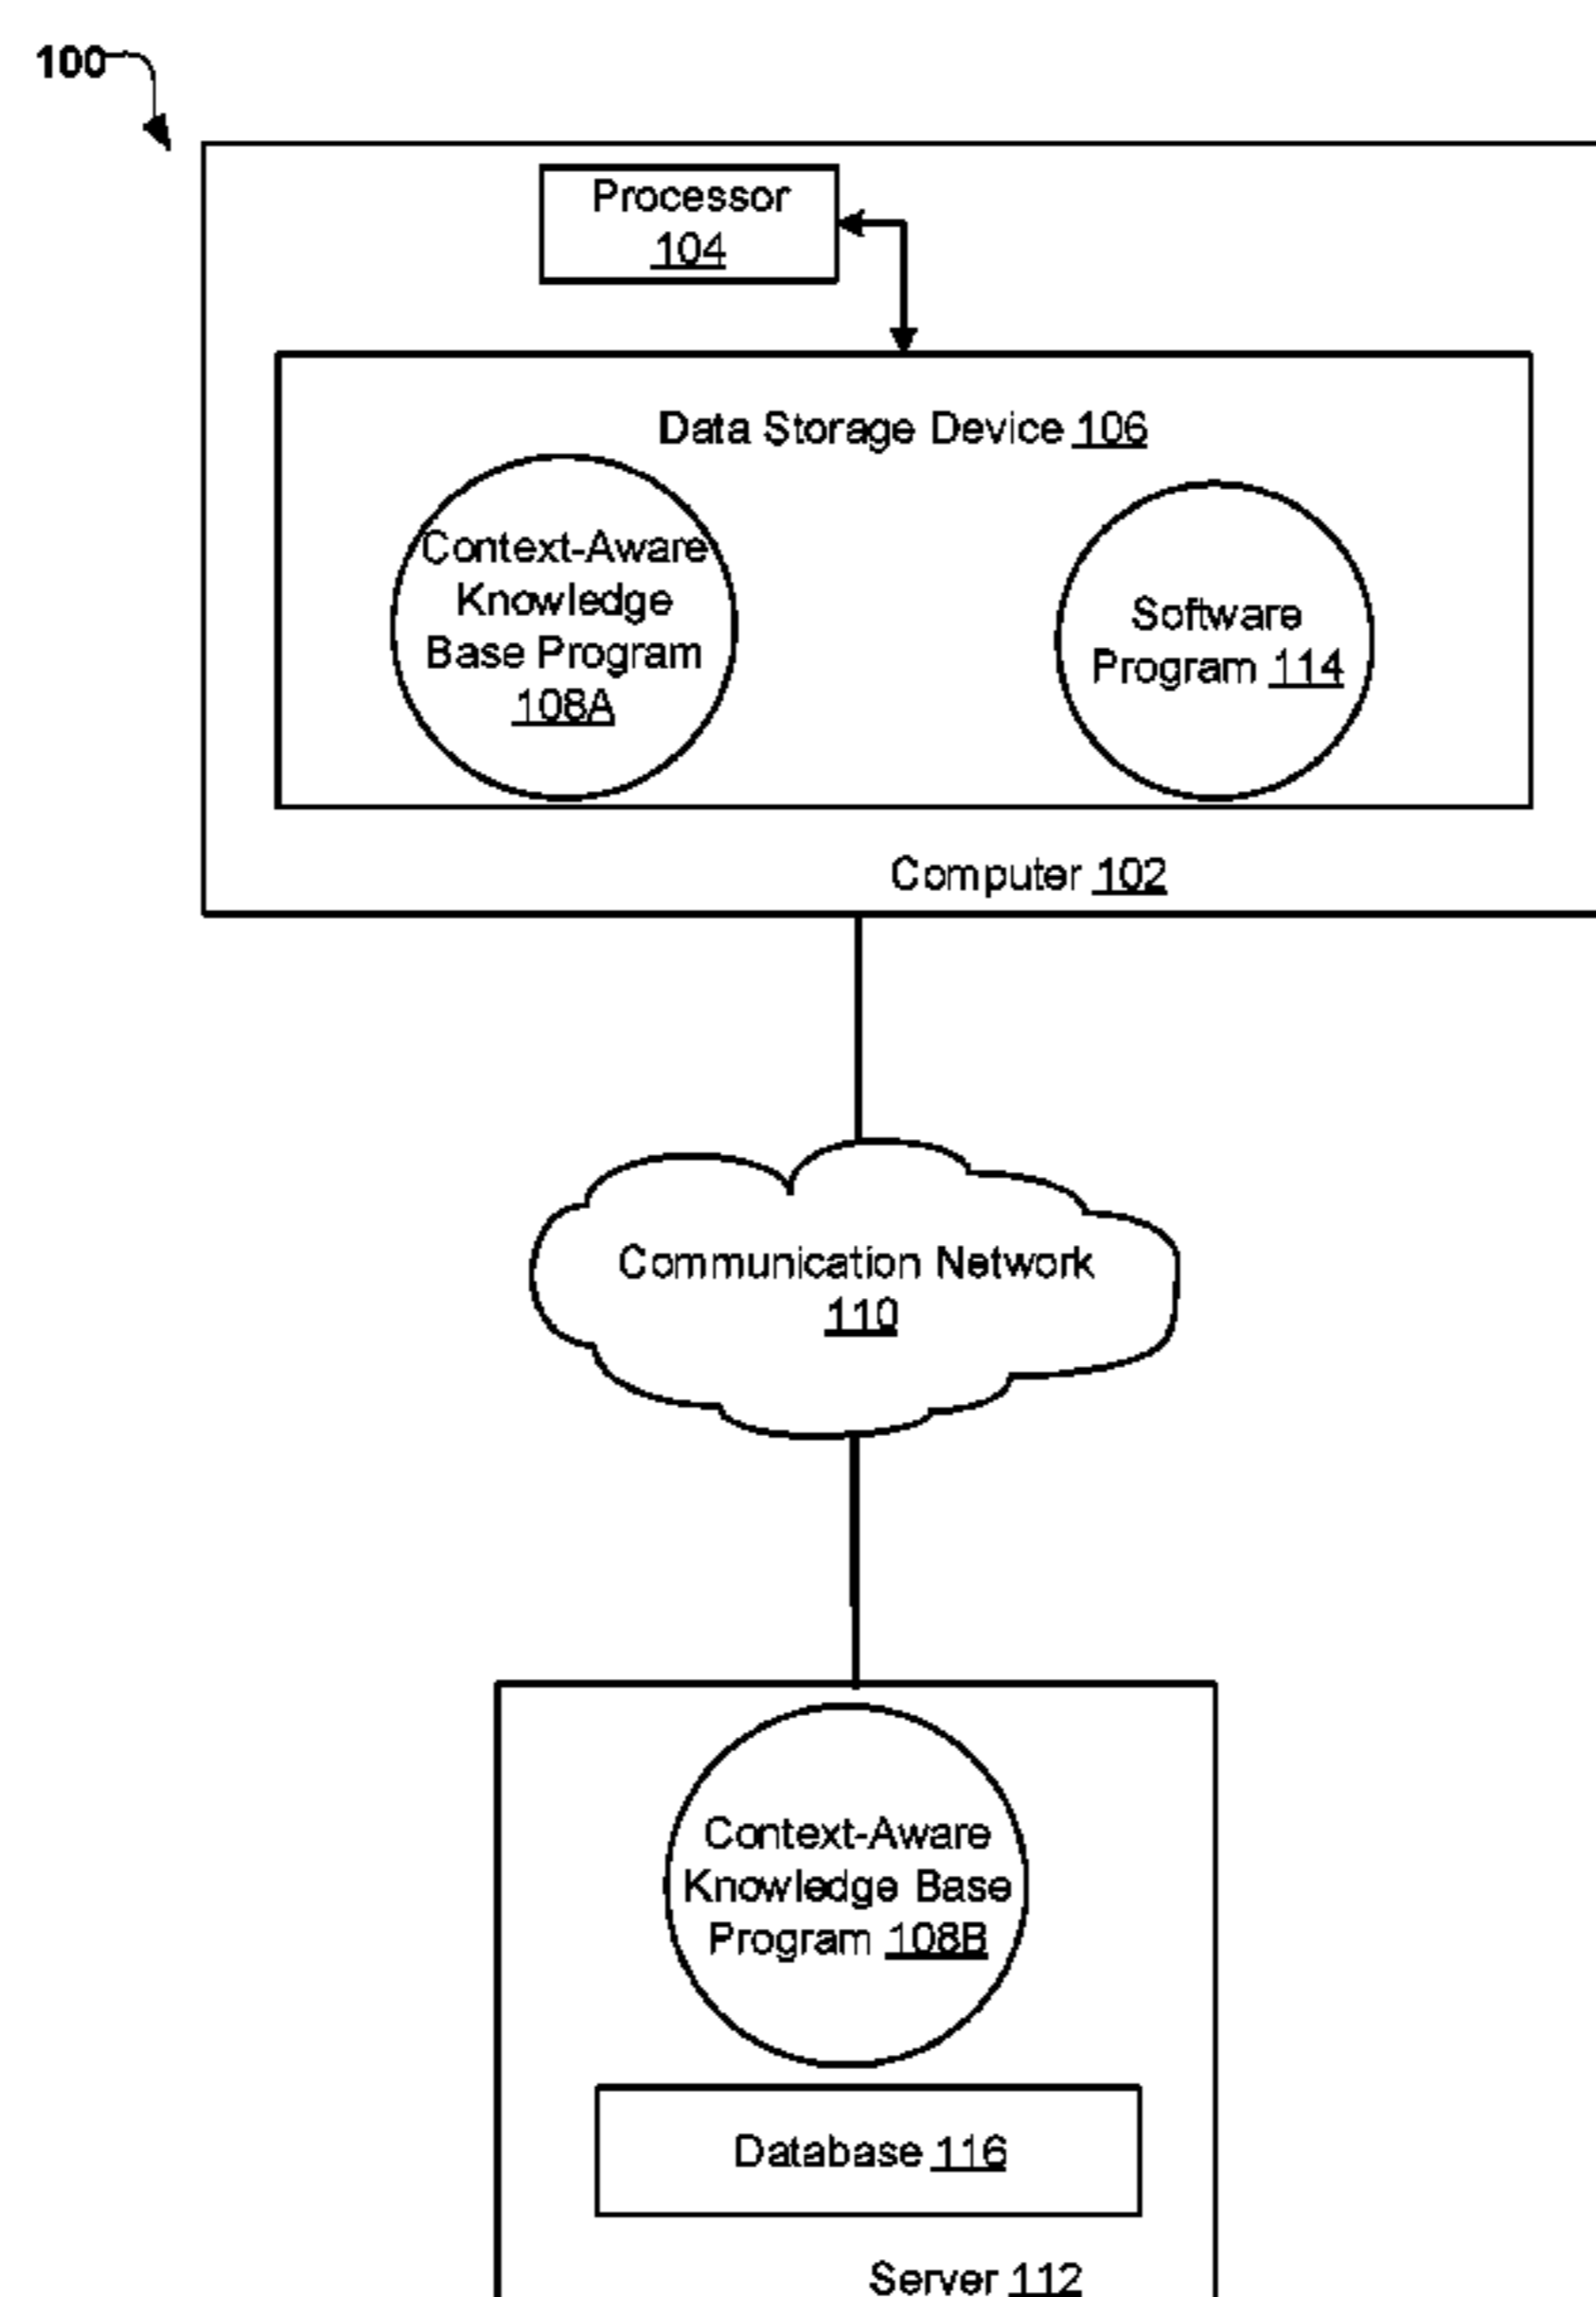 100
Processor
104
Data Storage Device 106
Context-Aware
Knowledge
Base Program
108A
Software
Program 114
Computer 102
Communication Network
110
Context-Aware
Knowledge Base
Program 108B
Database 116
Server 112